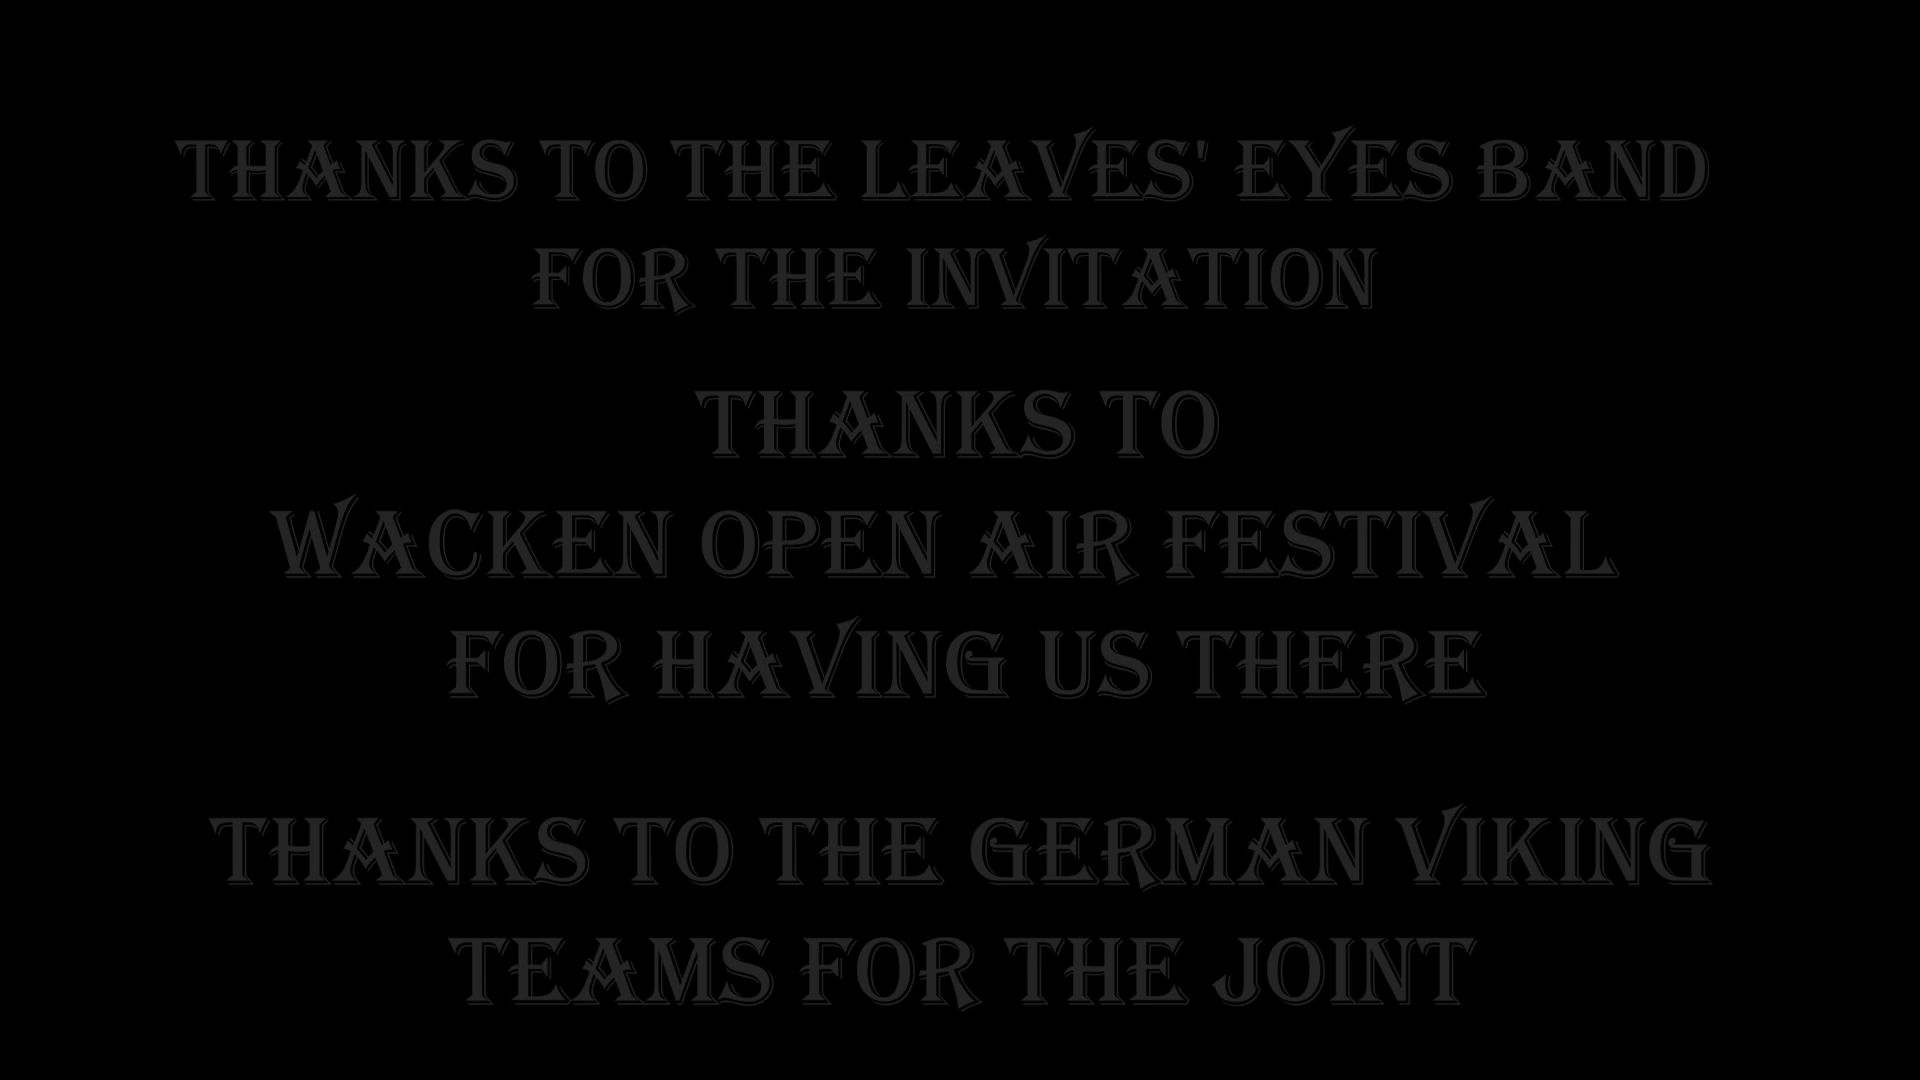 THANKS TO THE LEAVES' EYES BAND
FOR THE INVITATION
THANKS TO
WACKEN OPEN AIR FESTIVAL
FOR HAVING US THERE
THANKS TO THE GERMAN VIKING
TEAMS FOR THE JOINT